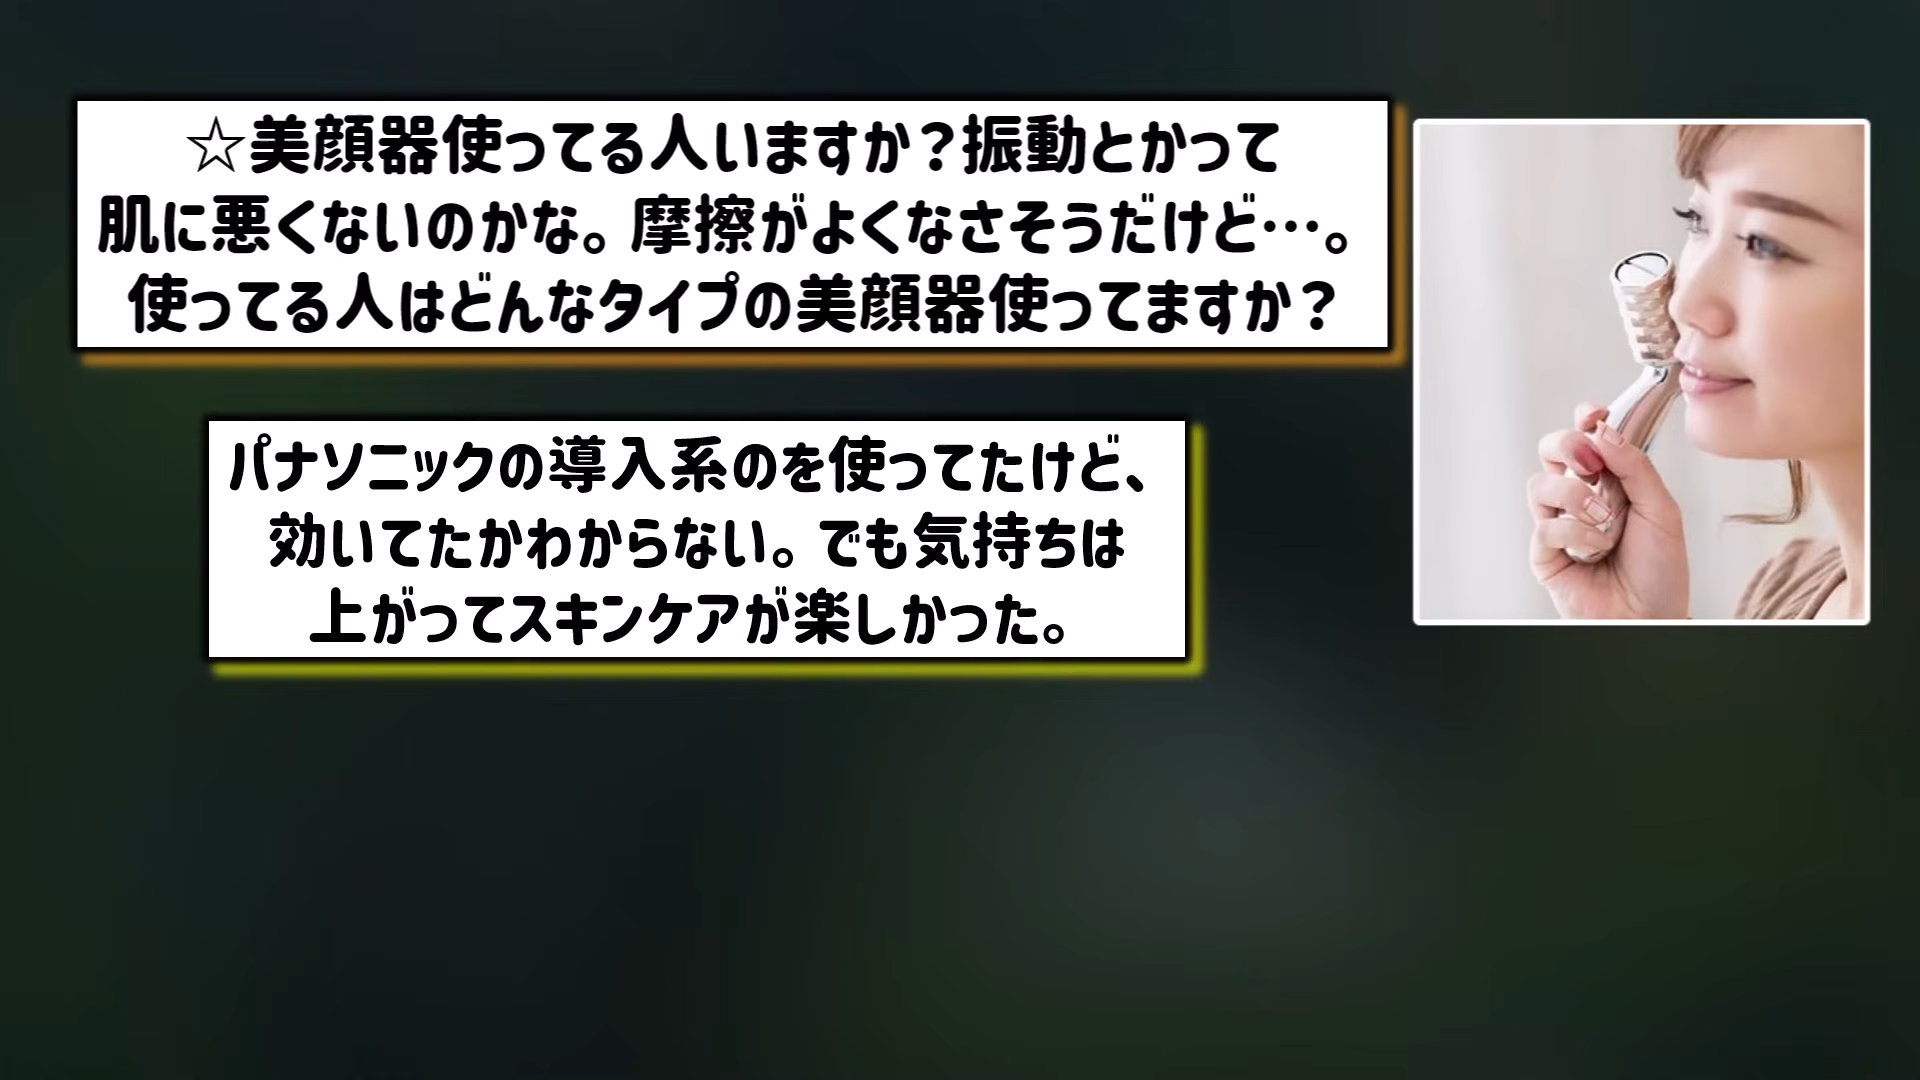 ☆美顔器使ってる人いますか？振動とかって
肌に悪くないのかな。摩擦がよくなさそうだけど…。
使ってる人はどんなタイプの美顔器使ってますか？
パナソニックの導入系のを使ってたけど、
効いてたかわからない。でも気持ちは
上がってスキンケアが楽しかった。